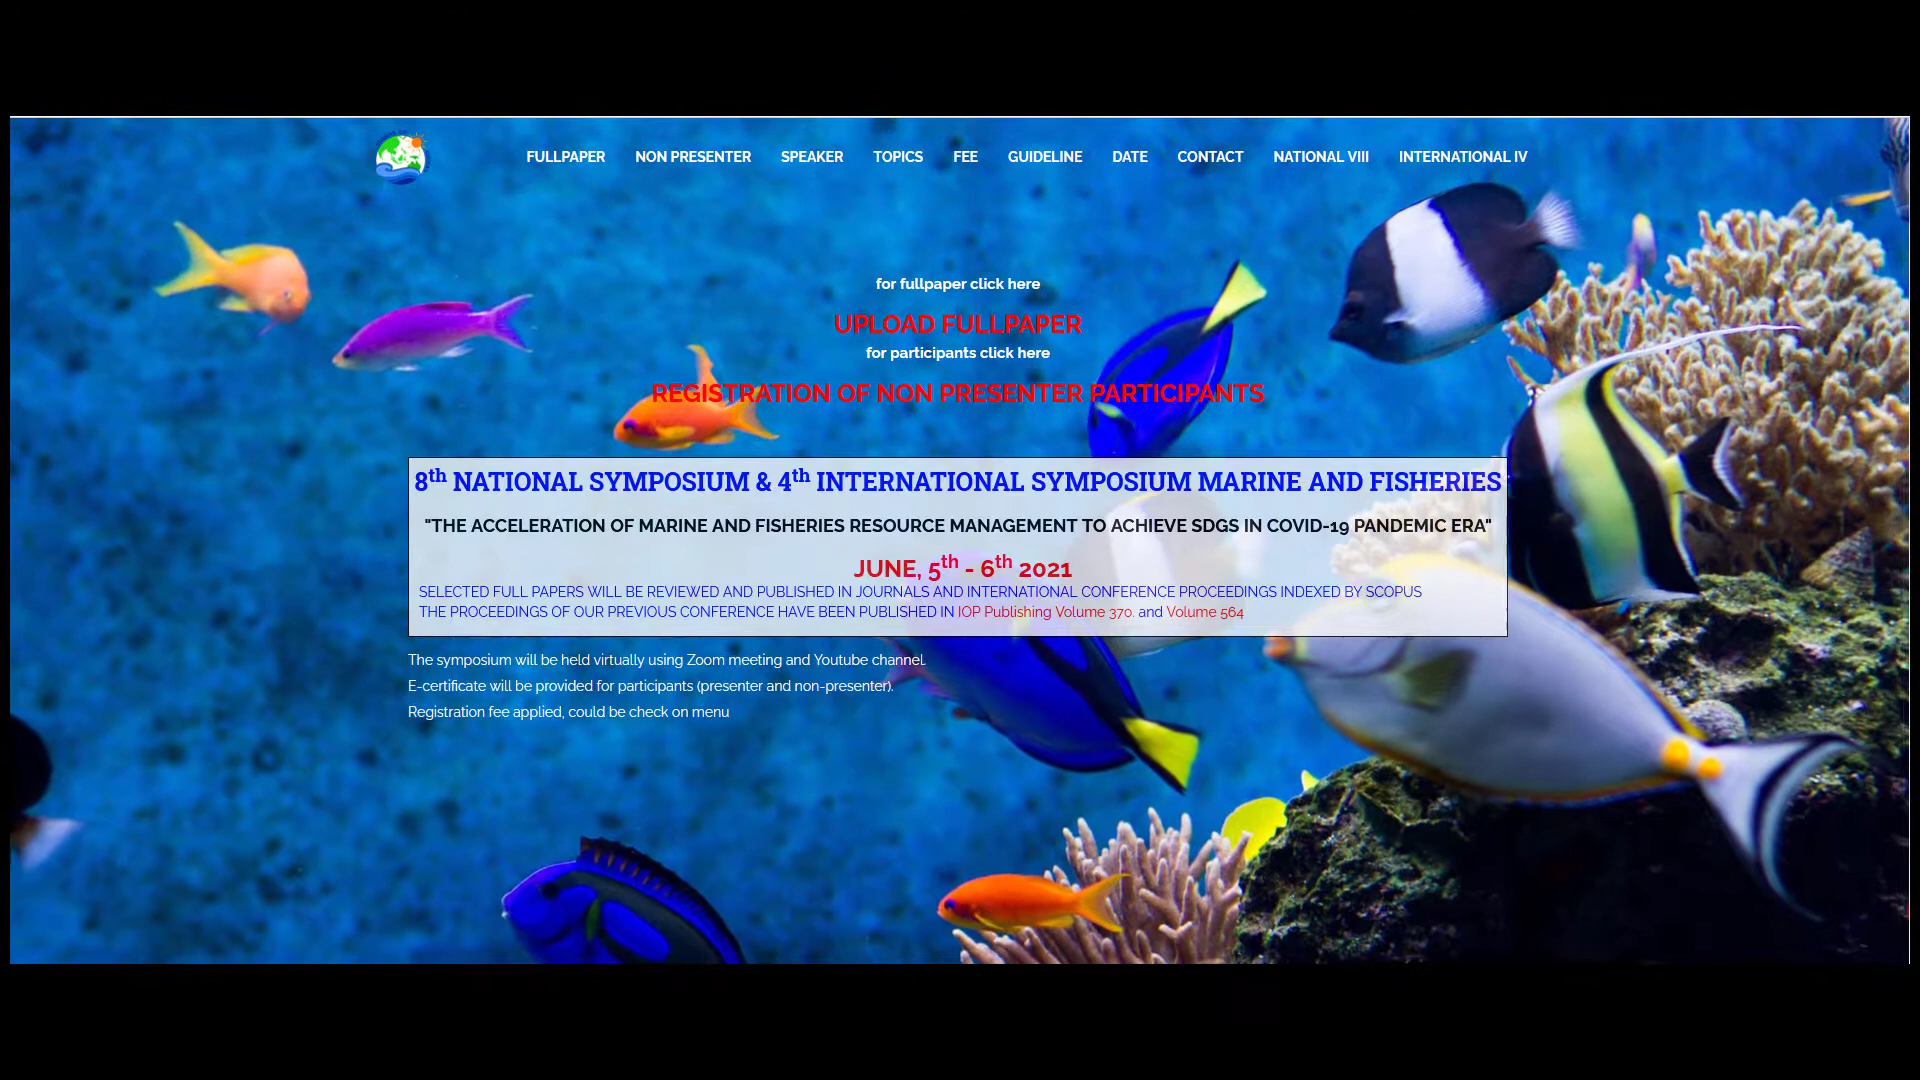 FULLPAPER NON PRESENTER SPEAKER TOPICS FEE GUIDELINE DATE CONTACT NATIONAL VIII INTERNATIONAL IV
for fullpaper click here
UPLOAD FULLPAPER
for participants click here
REGISTRATION OF NON PRESENTER PARTICIPANTS
8th NATIONAL SYMPOSIUM & 4th INTERNATIONAL SYMPOSIUM MARINE AND FISHERIES
"THE ACCELERATION OF MARINE AND FISHERIES RESOURCE MANAGEMENT TO ACHIEVE SDGS IN COVID-19 PANDEMIC ERA"
JUNE, 5th - 6th 2021
SELECTED FULL PAPERS WILL BE REVIEWED AND PUBLISHED IN JOURNALS AND INTERNATIONAL CONFERENCE PROCEEDINGS INDEXED BY SCOPUS
THE PROCEEDINGS OF OUR PREVIOUS CONFERENCE HAVE BEEN PUBLISHED IN IOP Publishing Volume 370. and Volume 564
The symposium will be held virtually using Zoom meeting and Youtube channel.
E-certificate will be provided for participants (presenter and non-presenter).
Registration fee applied, could be check on menu